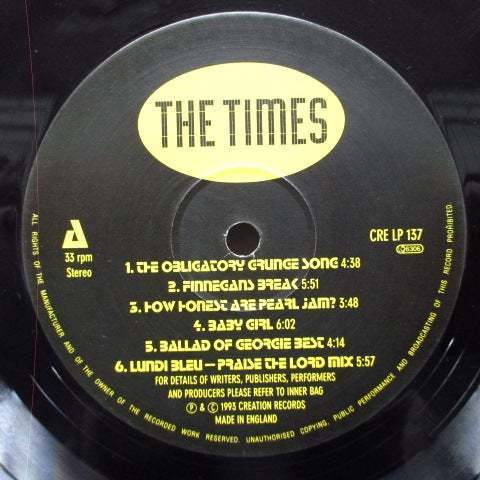 THE TIMES
A
33 rpm
Stereo
CRE LP 137
LC6306
1. THE OBLIGATORY GRUNGE SONG 4:38
2. FINNEGANS BREAK 5:51
3. HOW HONEST ARE PEARL JAM? 3:48
4. BABY GIRL 6:02
5. BALLAD OF GEORGIE BEST 4:14
6. LUNDI BLEU – PRAISE THE LORD MIX 5:57
FOR DETAILS OF WRITERS, PUBLISHERS, PERFORMERS
AND PRODUCERS PLEASE REFER TO INNER BAG
Ⓟ & © 1993 CREATION RECORDS
MADE IN ENGLAND
ALL RIGHTS OF THE MANUFACTURER AND OF THE OWNER OF THE RECORDED WORK RESERVED. UNAUTHORISED COPYING, PUBLIC PERFORMANCE AND BROADCASTING OF THIS RECORD PROHIBITED.